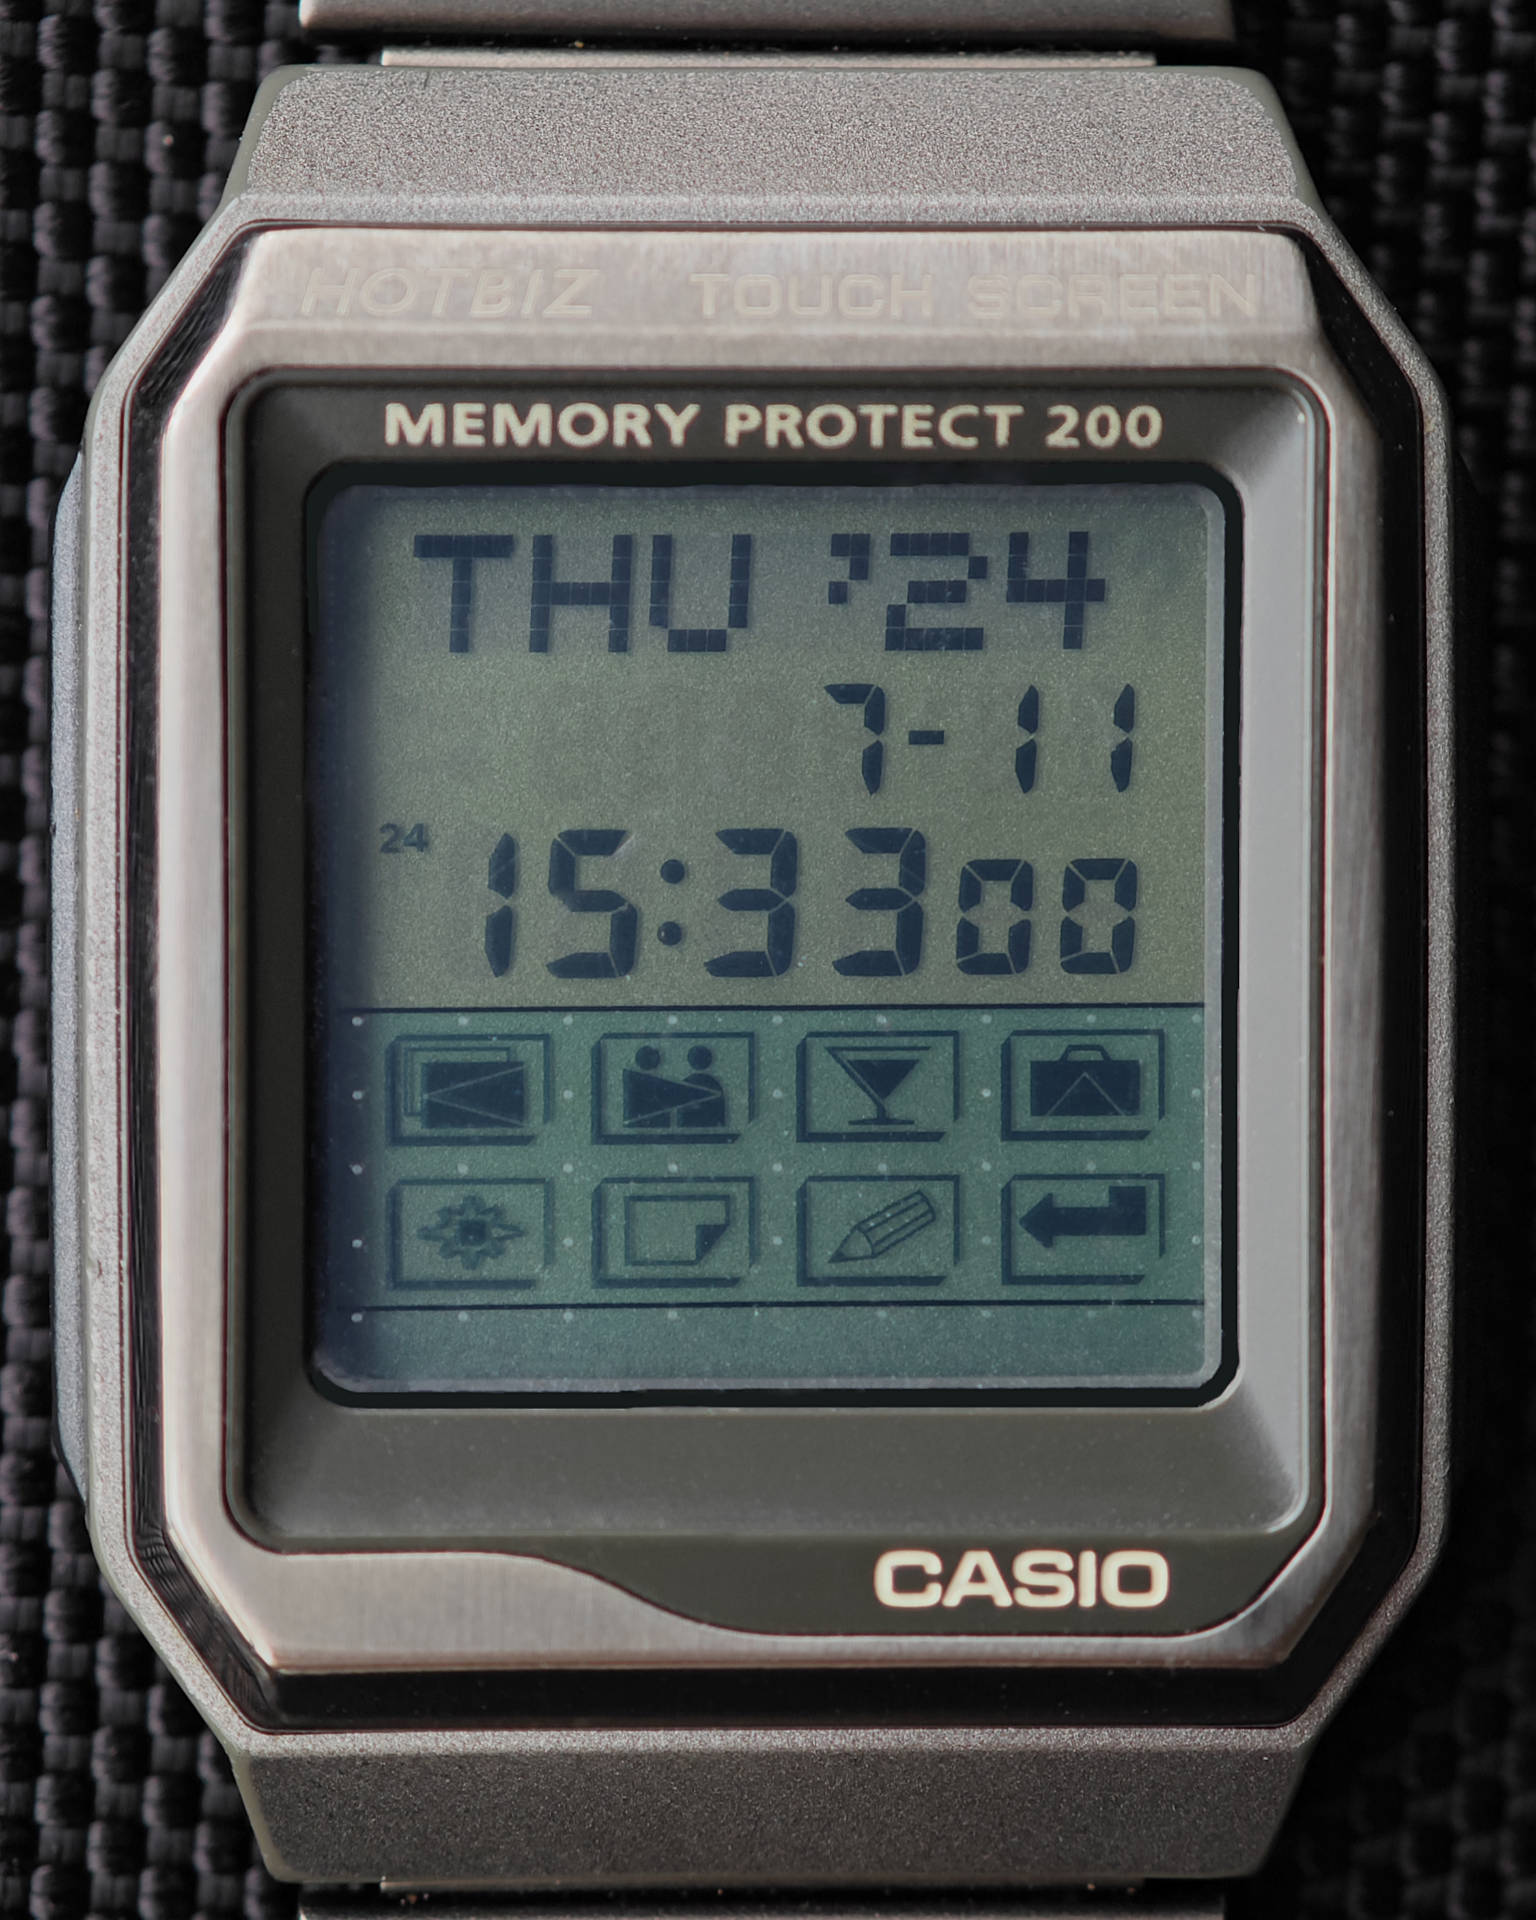 HOTBIZ TOUCH SCREEN
MEMORY PROTECT 200
THU '24
7-11
24 15:33 00
CASIO